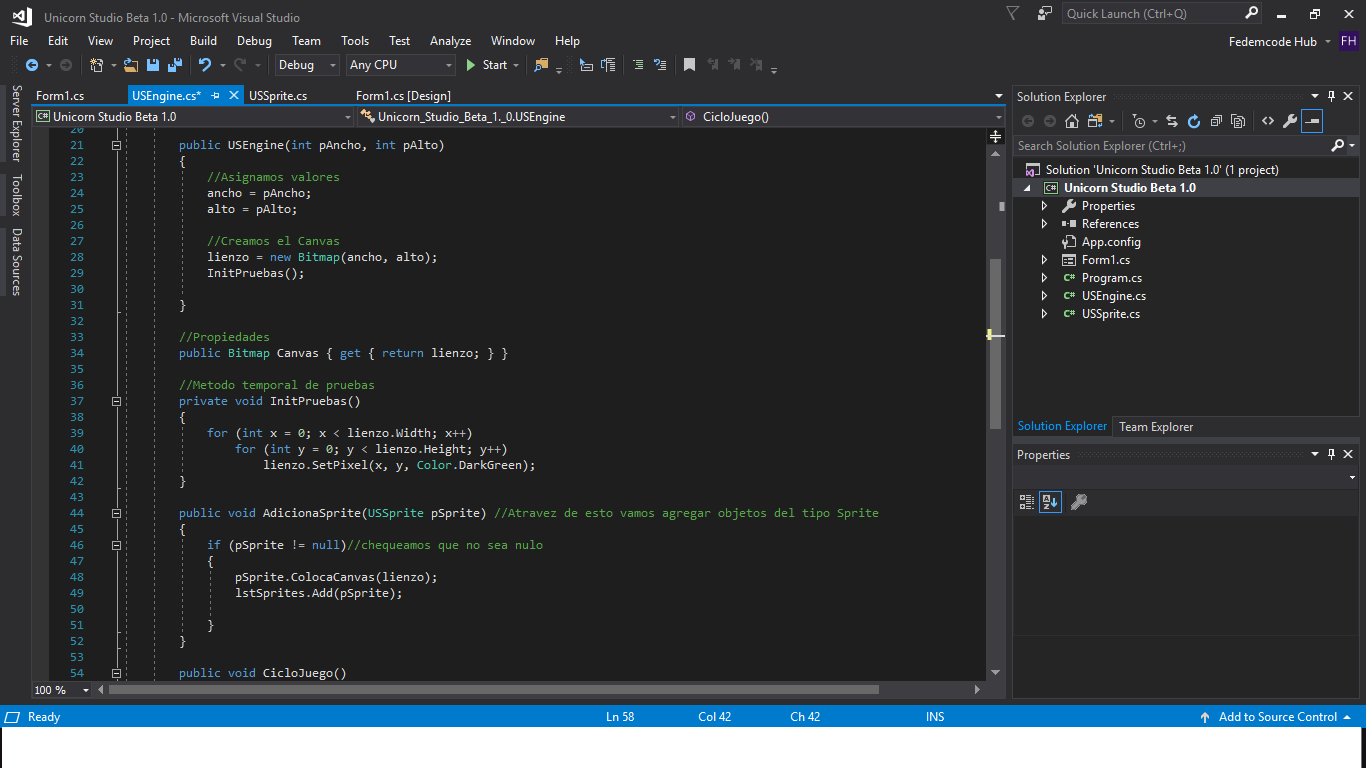 Unicorn Studio Beta 1.0 - Microsoft Visual Studio
Quick Launch (Ctrl+Q)
File Edit View Project Build Debug Team Tools Test Analyze Window Help
Federncode Hub FH
Debug Any CPU Start
Server Explorer
Toolbox
Data Sources
Form1.cs USEngine.cs* USSprite.cs Form1.cs [Design]
C# Unicorn Studio Beta 1.0 Unicorn_Studio_Beta_1._0.USEngine CicloJuego()
20
21 public USEngine(int pAncho, int pAlto)
22 {
23 //Asignamos valores
24 ancho = pAncho;
25 alto = pAlto;
26
27 //Creamos el Canvas
28 lienzo = new Bitmap(ancho, alto);
29 InitPruebas();
30
31 }
32
33 //Propiedades
34 public Bitmap Canvas { get { return lienzo; } }
35
36 //Metodo temporal de pruebas
37 private void InitPruebas()
38 {
39 for (int x = 0; x < lienzo.Width; x++)
40 for (int y = 0; y < lienzo.Height; y++)
41 lienzo.SetPixel(x, y, Color.DarkGreen);
42 }
43
44 public void AdicionaSprite(USSprite pSprite) //Atravez de esto vamos agregar objetos del tipo Sprite
45 {
46 if (pSprite != null)//chequeamos que no sea nulo
47 {
48 pSprite.ColocaCanvas(lienzo);
49 lstSprites.Add(pSprite);
50
51 }
52 }
53
54 public void CicloJuego()
100 %
Solution Explorer
Search Solution Explorer (Ctrl+;)
Solution 'Unicorn Studio Beta 1.0' (1 project)
C# Unicorn Studio Beta 1.0
Properties
References
App.config
Form1.cs
C# Program.cs
C# USEngine.cs
C# USSprite.cs
Solution Explorer Team Explorer
Properties
Ready Ln 58 Col 42 Ch 42 INS Add to Source Control